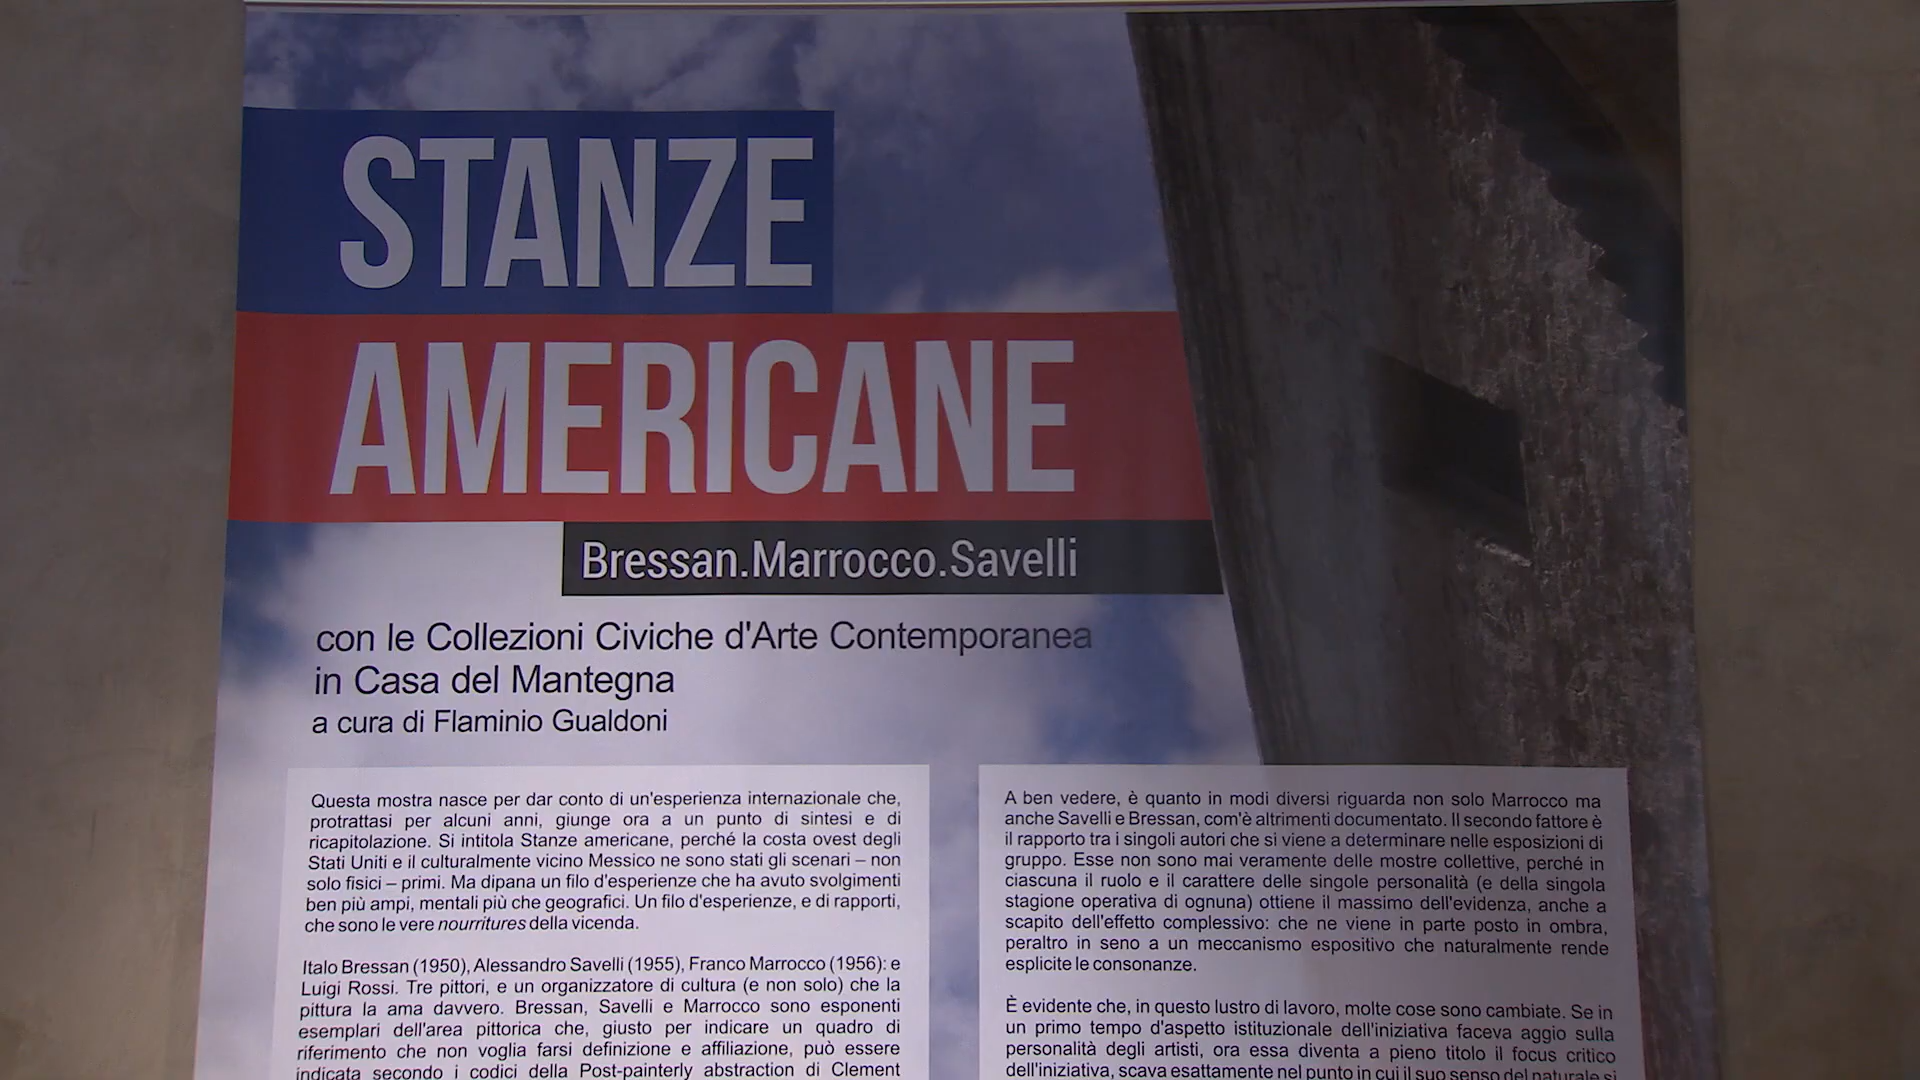 STANZE
AMERICANE
Bressan.Marrocco.Savelli
con le Collezioni Civiche d'Arte Contemporanea
in Casa del Mantegna
a cura di Flaminio Gualdoni
Questa mostra nasce per dar conto di un'esperienza internazionale che,
protrattasi per alcuni anni, giunge ora a un punto di sintesi e di
ricapitolazione. Si intitola Stanze americane, perché la costa ovest degli
Stati Uniti e il culturalmente vicino Messico ne sono stati gli scenari – non
solo fisici – primi. Ma dipana un filo d'esperienze che ha avuto svolgimenti
ben più ampi, mentali più che geografici. Un filo d'esperienze, e di rapporti,
che sono le vere nourritures della vicenda.
Italo Bressan (1950), Alessandro Savelli (1955), Franco Marrocco (1956): e
Luigi Rossi. Tre pittori, e un organizzatore di cultura (e non solo) che la
pittura la ama davvero. Bressan, Savelli e Marrocco sono esponenti
esemplari dell'area pittorica che, giusto per indicare un quadro di
riferimento che non voglia farsi definizione e affiliazione, può essere
indicata secondo i codici della Post-painterly abstraction di Clement
A ben vedere, è quanto in modi diversi riguarda non solo Marrocco ma
anche Savelli e Bressan, com'è altrimenti documentato. Il secondo fattore è
il rapporto tra i singoli autori che si viene a determinare nelle esposizioni di
gruppo. Esse non sono mai veramente delle mostre collettive, perché in
ciascuna il ruolo e il carattere delle singole personalità (e della singola
stagione operativa di ognuna) ottiene il massimo dell'evidenza, anche a
scapito dell'effetto complessivo: che ne viene in parte posto in ombra,
peraltro in seno a un meccanismo espositivo che naturalmente rende
esplicite le consonanze.
È evidente che, in questo lustro di lavoro, molte cose sono cambiate. Se in
un primo tempo d'aspetto istituzionale dell'iniziativa faceva aggio sulla
personalità degli artisti, ora essa diventa a pieno titolo il focus critico
dell'iniziativa, scava esattamente nel punto in cui il suo senso del naturale si